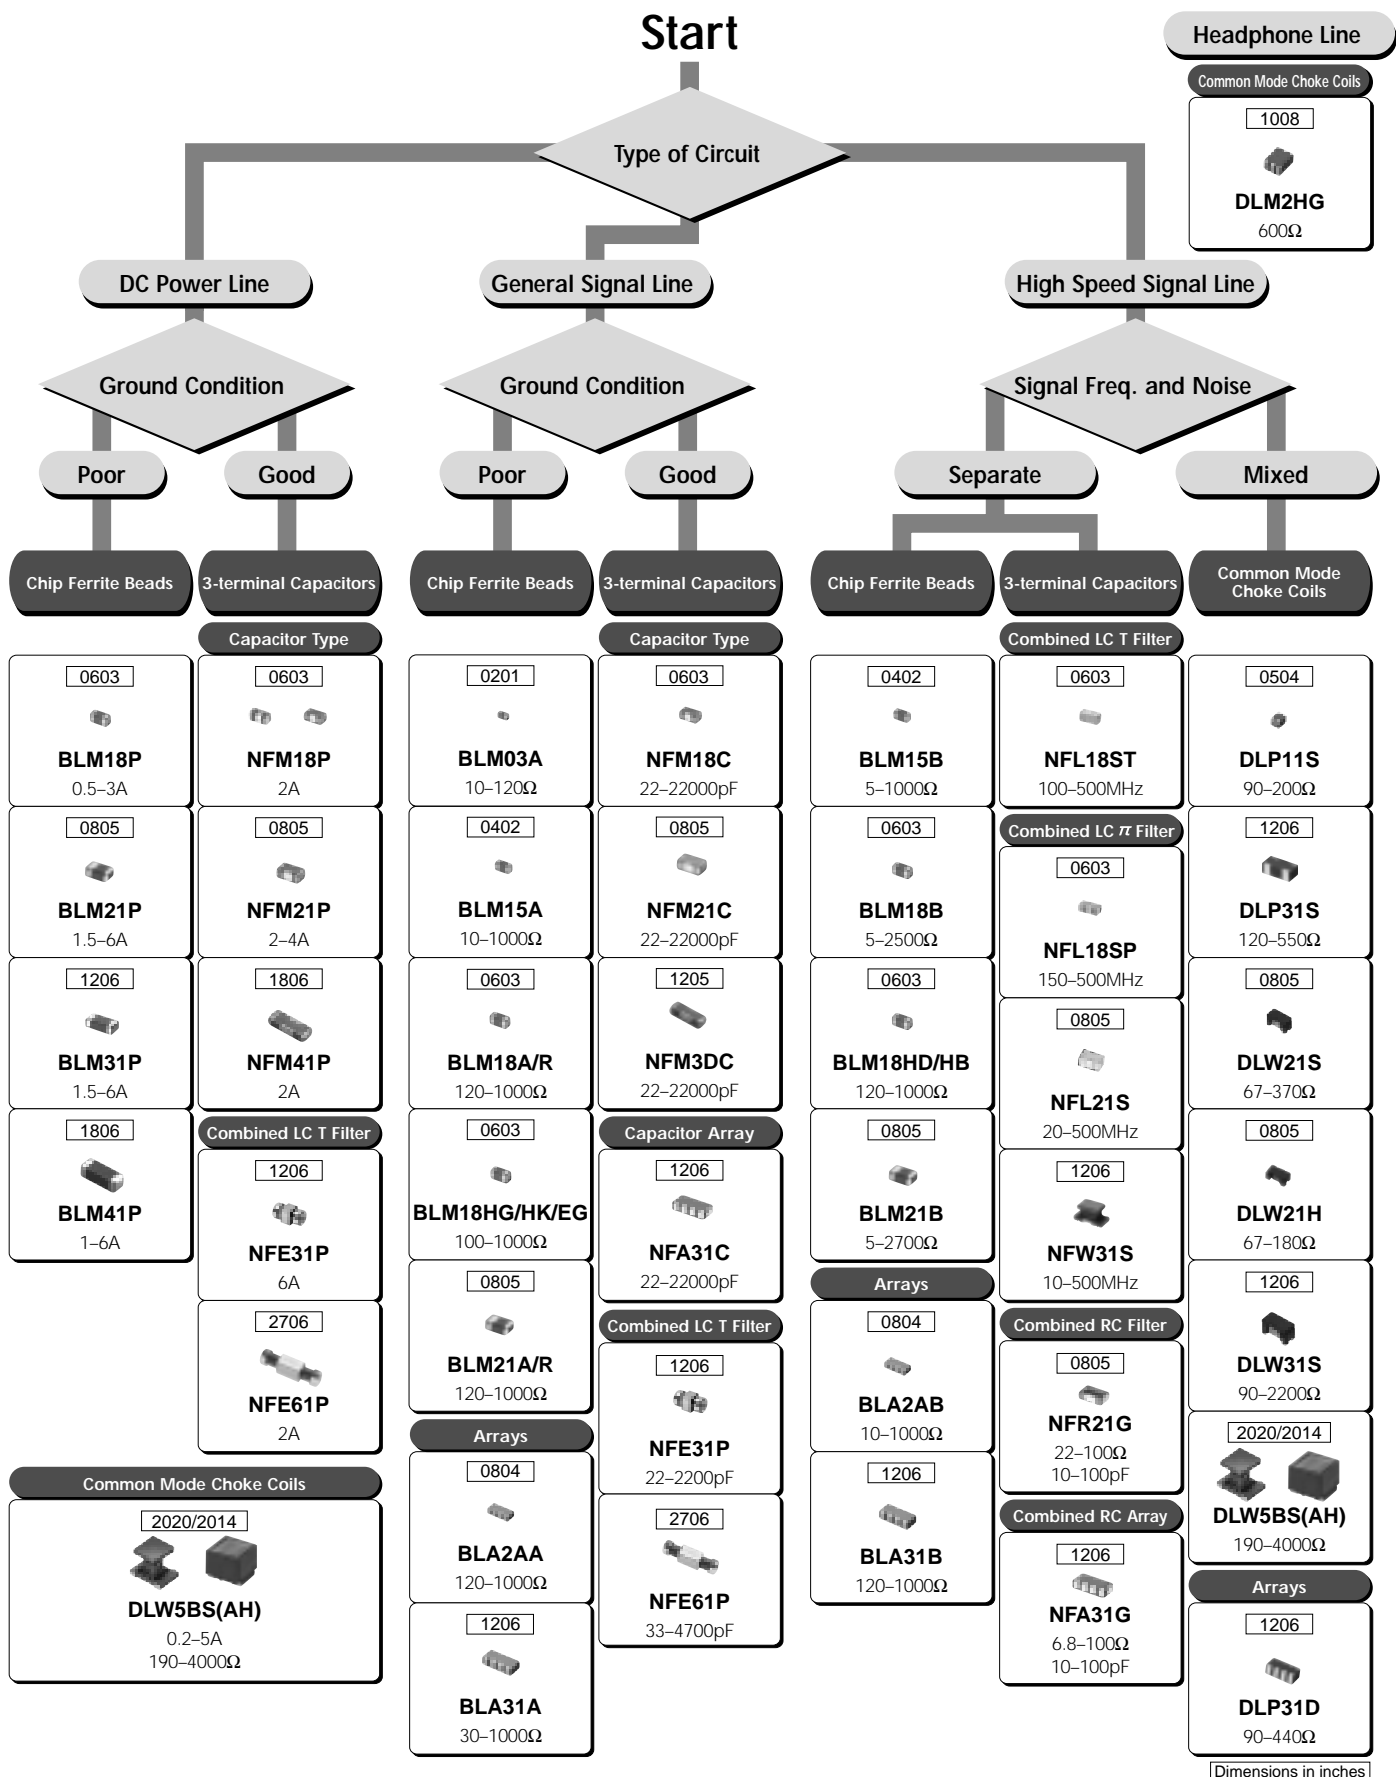 Start
Headphone Line
Common Mode Choke Coils
1008
DLM2HG
600Ω
Type of Circuit
DC Power Line
General Signal Line
High Speed Signal Line
Ground Condition
Ground Condition
Signal Freq. and Noise
Poor
Good
Poor
Good
Separate
Mixed
Chip Ferrite Beads
0603
BLM18P
0.5–3A
0805
BLM21P
1.5–6A
1206
BLM31P
1.5–6A
1806
BLM41P
1–6A
3-terminal Capacitors
Capacitor Type
0603
NFM18P
2A
0805
NFM21P
2–4A
1806
NFM41P
2A
Combined LC T Filter
1206
NFE31P
6A
2706
NFE61P
2A
Common Mode Choke Coils
2020/2014
DLW5BS(AH)
0.2–5A
190–4000Ω
Chip Ferrite Beads
0201
BLM03A
10–120Ω
0402
BLM15A
10–1000Ω
0603
BLM18A/R
120–1000Ω
0603
BLM18HG/HK/EG
100–1000Ω
0805
BLM21A/R
120–1000Ω
Arrays
0804
BLA2AA
120–1000Ω
1206
BLA31A
30–1000Ω
3-terminal Capacitors
Capacitor Type
0603
NFM18C
22–22000pF
0805
NFM21C
22–22000pF
1205
NFM3DC
22–22000pF
Capacitor Array
1206
NFA31C
22–22000pF
Combined LC T Filter
1206
NFE31P
22–2200pF
2706
NFE61P
33–4700pF
Chip Ferrite Beads
0402
BLM15B
5–1000Ω
0603
BLM18B
5–2500Ω
0603
BLM18HD/HB
120–1000Ω
0805
BLM21B
5–2700Ω
Arrays
0804
BLA2AB
10–1000Ω
1206
BLA31B
120–1000Ω
3-terminal Capacitors
Combined LC T Filter
0603
NFL18ST
100–500MHz
Combined LC π Filter
0603
NFL18SP
150–500MHz
0805
NFL21S
20–500MHz
1206
NFW31S
10–500MHz
Combined RC Filter
0805
NFR21G
22–100Ω
10–100pF
Combined RC Array
1206
NFA31G
6.8–100Ω
10–100pF
Common Mode
Choke Coils
0504
DLP11S
90–200Ω
1206
DLP31S
120–550Ω
0805
DLW21S
67–370Ω
0805
DLW21H
67–180Ω
1206
DLW31S
90–2200Ω
2020/2014
DLW5BS(AH)
190–4000Ω
Arrays
1206
DLP31D
90–440Ω
Dimensions in inches